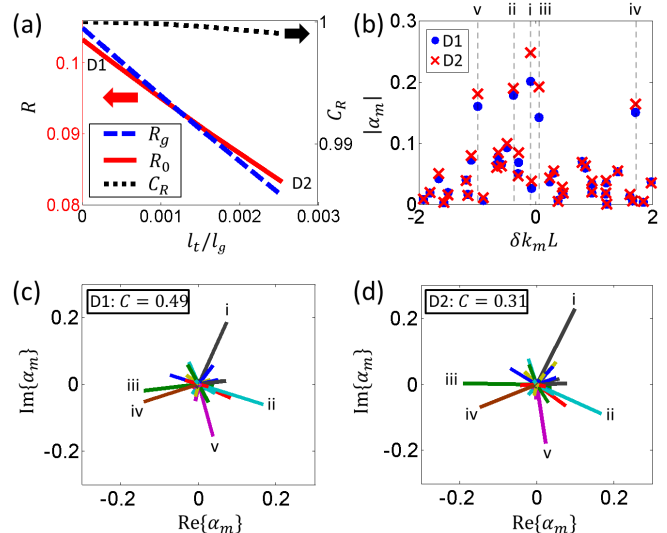 (a)
D1
D2
0.1
0.09
0.08
R
1
0.99
C_R
R_g
R_0
C_R
0
0.001
0.002
0.003
l_t/l_g
(b)
v
ii
i
iii
iv
D1
D2
0.3
0.2
0.1
0
|α_m|
-2
-1
0
1
2
δk_mL
(c)
D1: C = 0.49
0.2
0
-0.2
Im{α_m}
i
ii
iii
iv
v
-0.2
0
0.2
Re{α_m}
(d)
D2: C = 0.31
0.2
0
-0.2
Im{α_m}
i
ii
iii
iv
v
-0.2
0
0.2
Re{α_m}